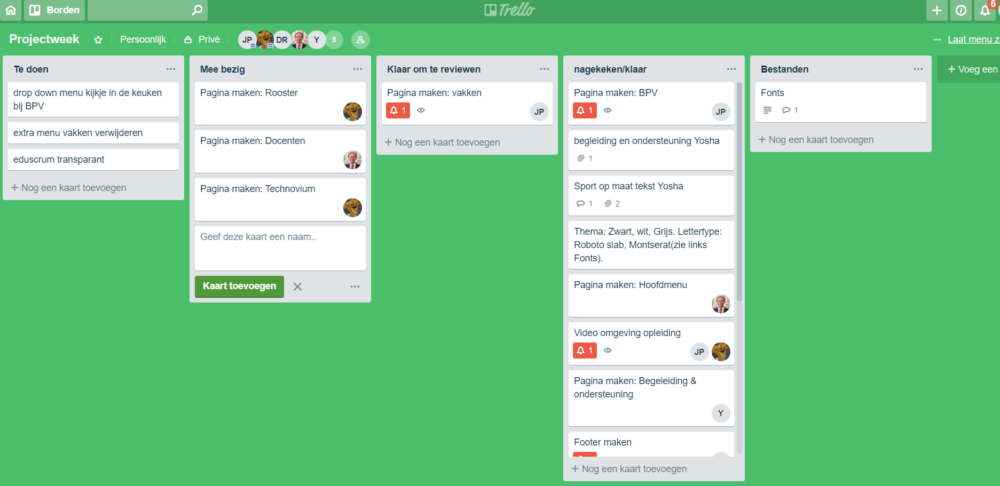 Borden
Trello
6
Projectweek
Persoonlijk
Privé
JP
DR
Y
5
Laat menu z
Te doen
drop down menu kijkje in de keuken
bij BPV
extra menu vakken verwijderen
eduscrum transparant
Nog een kaart toevoegen
Mee bezig
Pagina maken: Rooster
Pagina maken: Docenten
Pagina maken: Technovium
Geef deze kaart een naam..
Kaart toevoegen
Klaar om te reviewen
Pagina maken: vakken
1
JP
Nog een kaart toevoegen
nagekeken/klaar
Pagina maken: BPV
1
JP
begleiding en ondersteuning Yosha
1
Sport op maat tekst Yosha
1 2
Thema: Zwart, wit, Grijs. Lettertype:
Roboto slab, Montserat(zie links
Fonts).
Pagina maken: Hoofdmenu
Video omgeving opleiding
1
JP
Pagina maken: Begeleiding &
ondersteuning
Y
Footer maken
Nog een kaart toevoegen
Bestanden
Fonts
1
Nog een kaart toevoegen
+ Voeg een